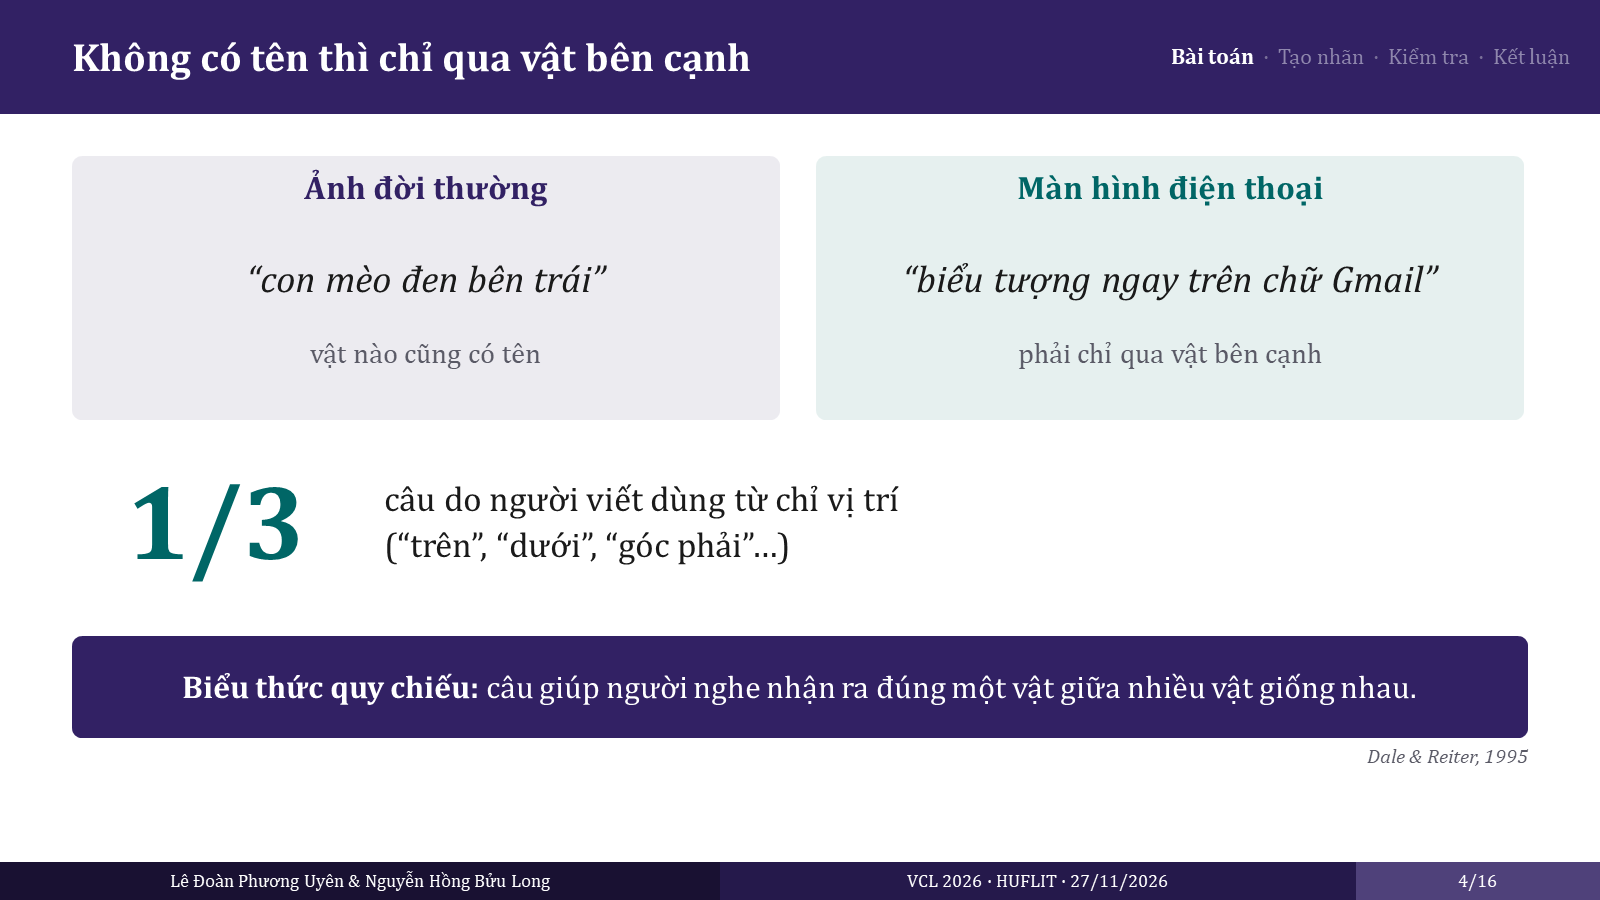 Không có tên thì chỉ qua vật bên cạnh
Bài toán · Tạo nhãn · Kiểm tra · Kết luận
Ảnh đời thường
“con mèo đen bên trái”
vật nào cũng có tên
Màn hình điện thoại
“biểu tượng ngay trên chữ Gmail”
phải chỉ qua vật bên cạnh
1/3
câu do người viết dùng từ chỉ vị trí
(“trên”, “dưới”, “góc phải”...)
Biểu thức quy chiếu: câu giúp người nghe nhận ra đúng một vật giữa nhiều vật giống nhau.
Dale & Reiter, 1995
Lê Đoàn Phương Uyên & Nguyễn Hồng Bửu Long
VCL 2026 · HUFLIT · 27/11/2026
4/16